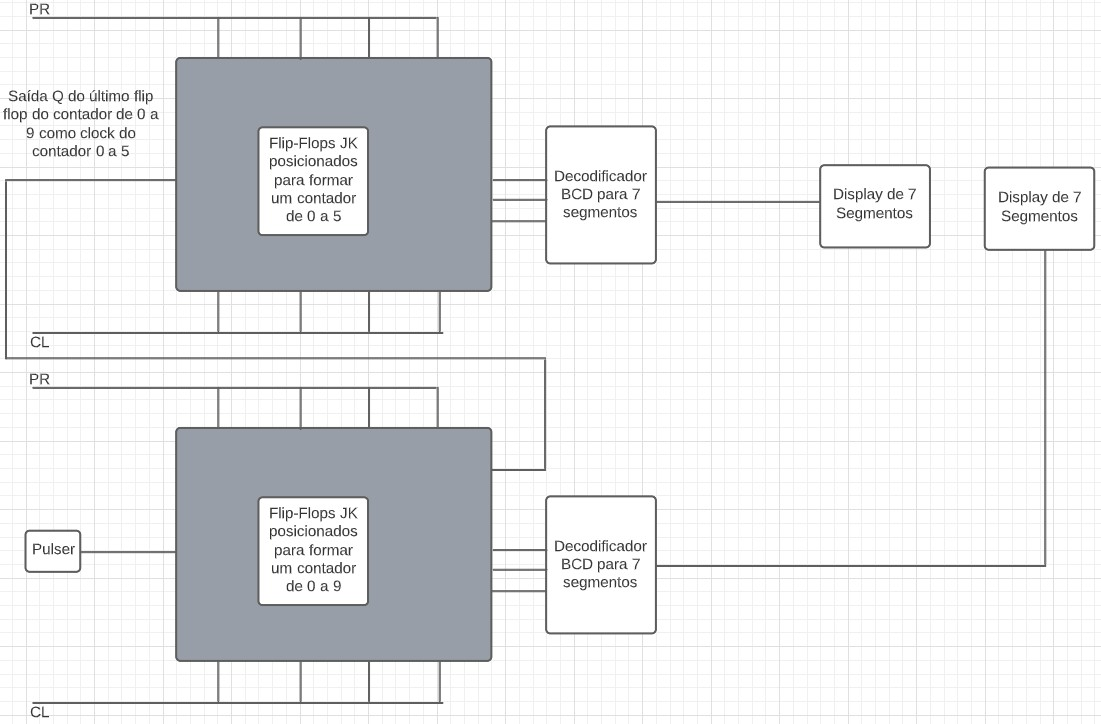 PR
Saída Q do último flip
flop do contador de 0 a
9 como clock do
contador 0 a 5
Flip-Flops JK
posicionados
para formar
um contador
de 0 a 5
Decodificador
BCD para 7
segmentos
Display de 7
Segmentos
Display de 7
Segmentos
CL
PR
Pulser
Flip-Flops JK
posicionados
para formar
um contador
de 0 a 9
Decodificador
BCD para 7
segmentos
CL